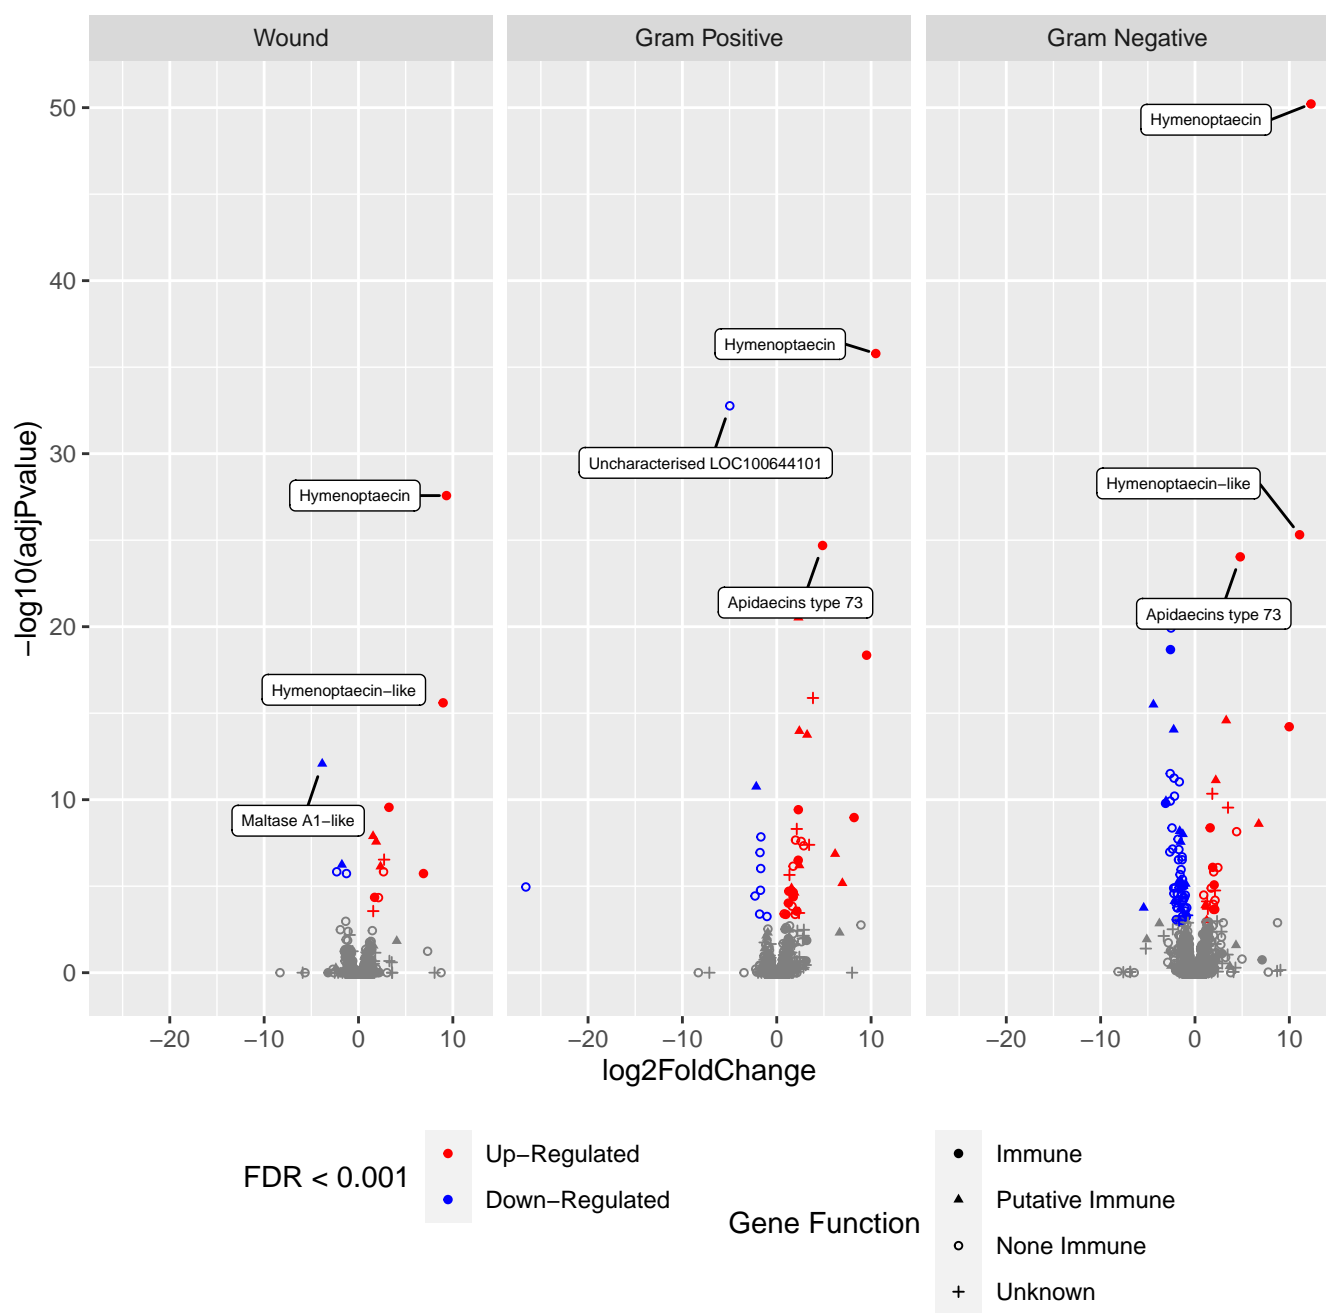 Wound
Gram Positive
Gram Negative
−log10(adjPvalue)
50
40
30
20
10
0
Hymenoptaecin
Hymenoptaecin−like
Maltase A1−like
Hymenoptaecin
Uncharacterised LOC100644101
Apidaecins type 73
Hymenoptaecin
Hymenoptaecin−like
Apidaecins type 73
−20 −10 0 10
−20 −10 0 10
−20 −10 0 10
log2FoldChange
FDR < 0.001
Up−Regulated
Down−Regulated
Gene Function
Immune
Putative Immune
None Immune
Unknown